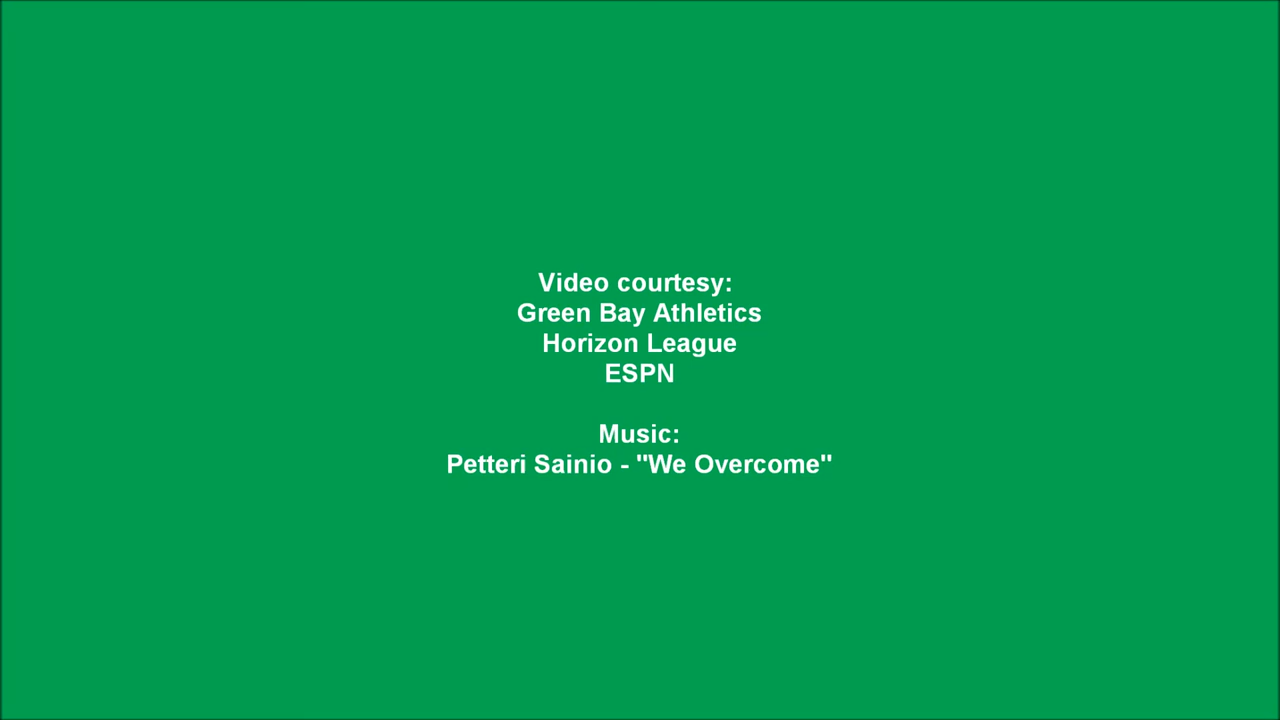 Video courtesy:
Green Bay Athletics
Horizon League
ESPN
Music:
Petteri Sainio - "We Overcome"